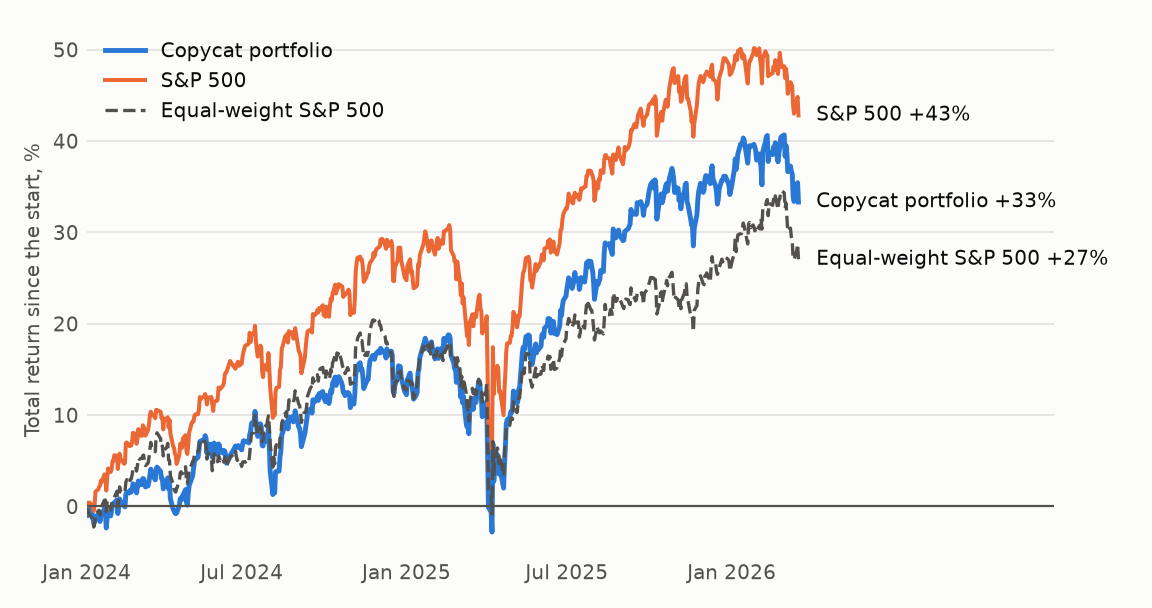 Total return since the start, %
50
40
30
20
10
0
Copycat portfolio
S&P 500
Equal-weight S&P 500
S&P 500 +43%
Copycat portfolio +33%
Equal-weight S&P 500 +27%
Jan 2024
Jul 2024
Jan 2025
Jul 2025
Jan 2026